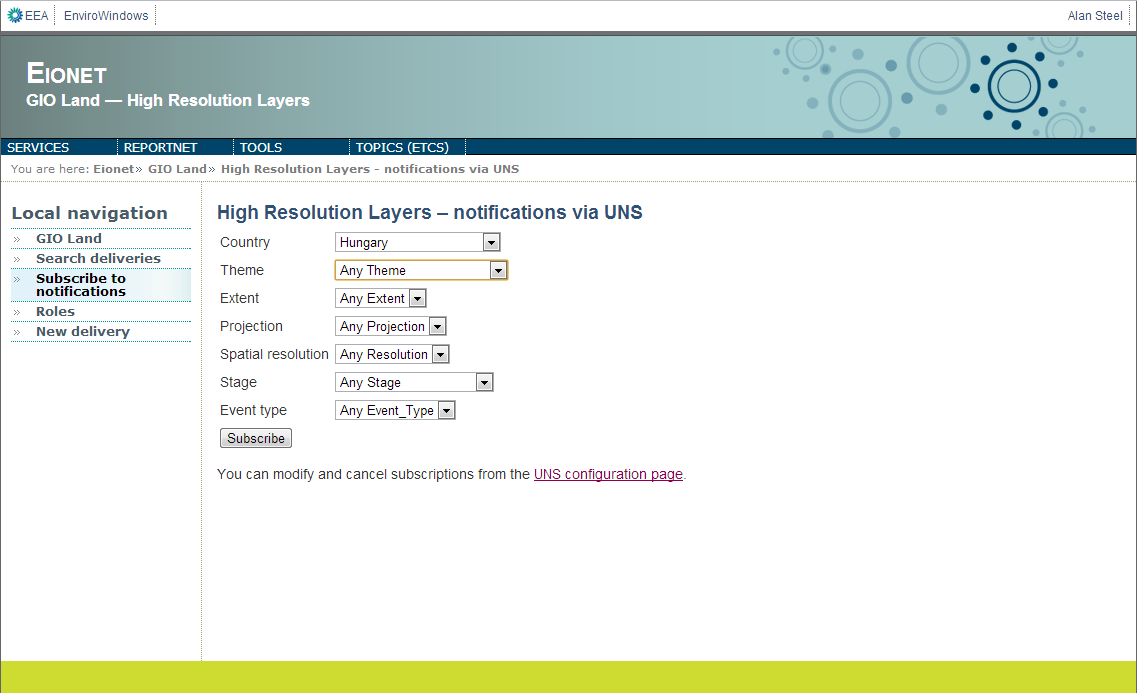 EEA EnviroWindows Alan Steel
EIONET
GIO Land — High Resolution Layers
SERVICES REPORTNET TOOLS TOPICS (ETCS)
You are here: Eionet» GIO Land» High Resolution Layers - notifications via UNS
Local navigation
» GIO Land
» Search deliveries
» Subscribe to
notifications
» Roles
» New delivery
High Resolution Layers – notifications via UNS
Country Hungary
Theme Any Theme
Extent Any Extent
Projection Any Projection
Spatial resolution Any Resolution
Stage Any Stage
Event type Any Event_Type
Subscribe
You can modify and cancel subscriptions from the UNS configuration page.